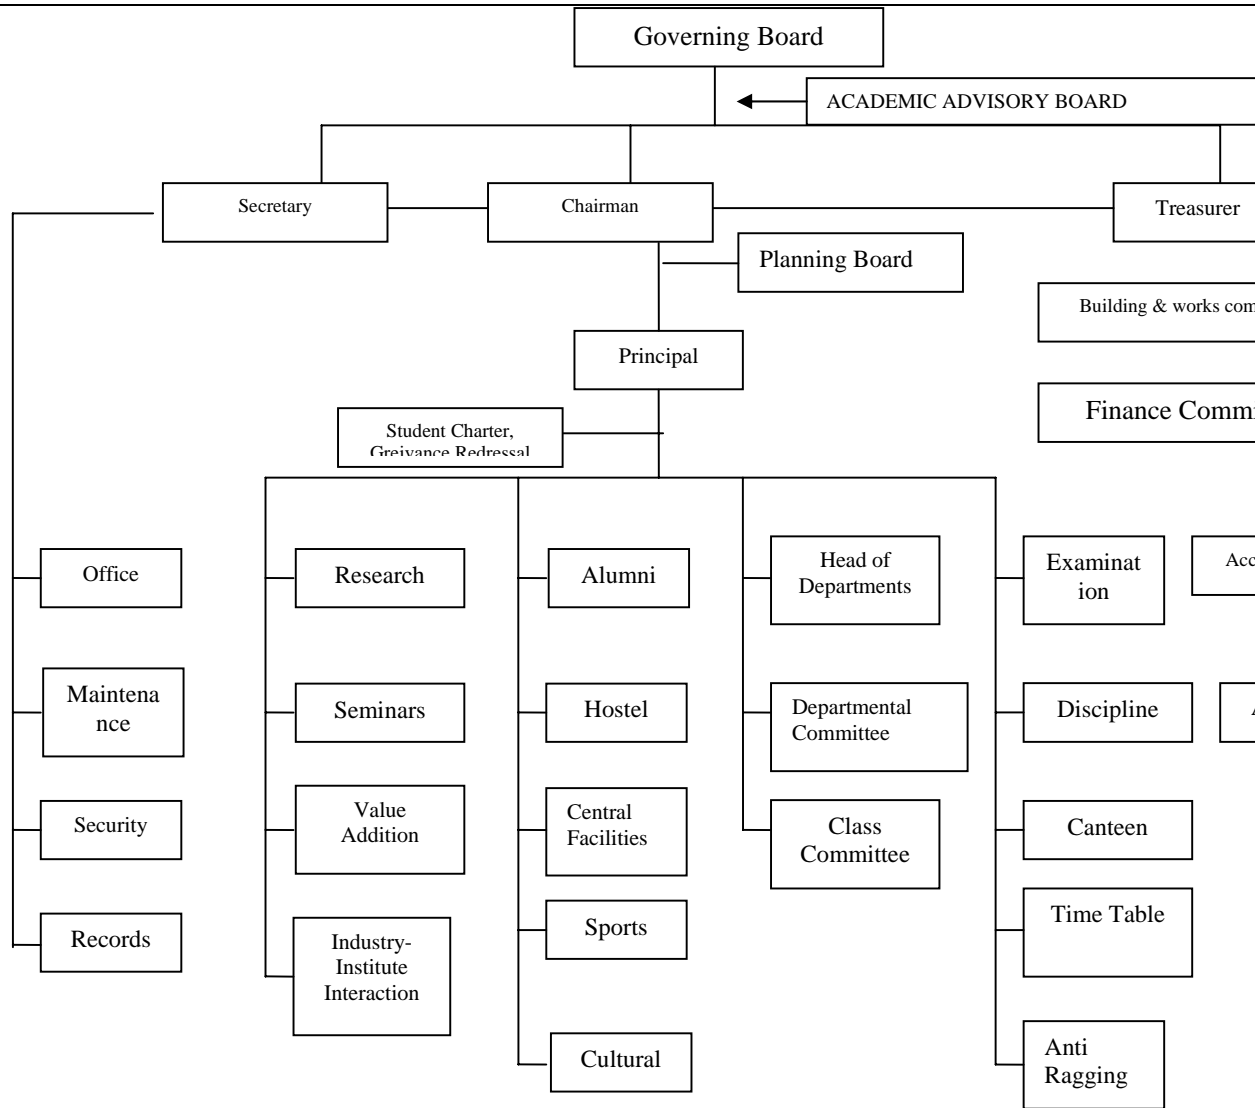 Governing Board
ACADEMIC ADVISORY BOARD
Secretary
Chairman
Treasurer
Planning Board
Building & works com
Principal
Finance Comm
Student Charter,
Greivance Redressal
Office
Research
Alumni
Head of
Departments
Examinat
ion
Acc
Maintena
nce
Seminars
Hostel
Departmental
Committee
Discipline
Security
Value
Addition
Central
Facilities
Class
Committee
Canteen
Records
Industry-
Institute
Interaction
Sports
Time Table
Cultural
Anti
Ragging